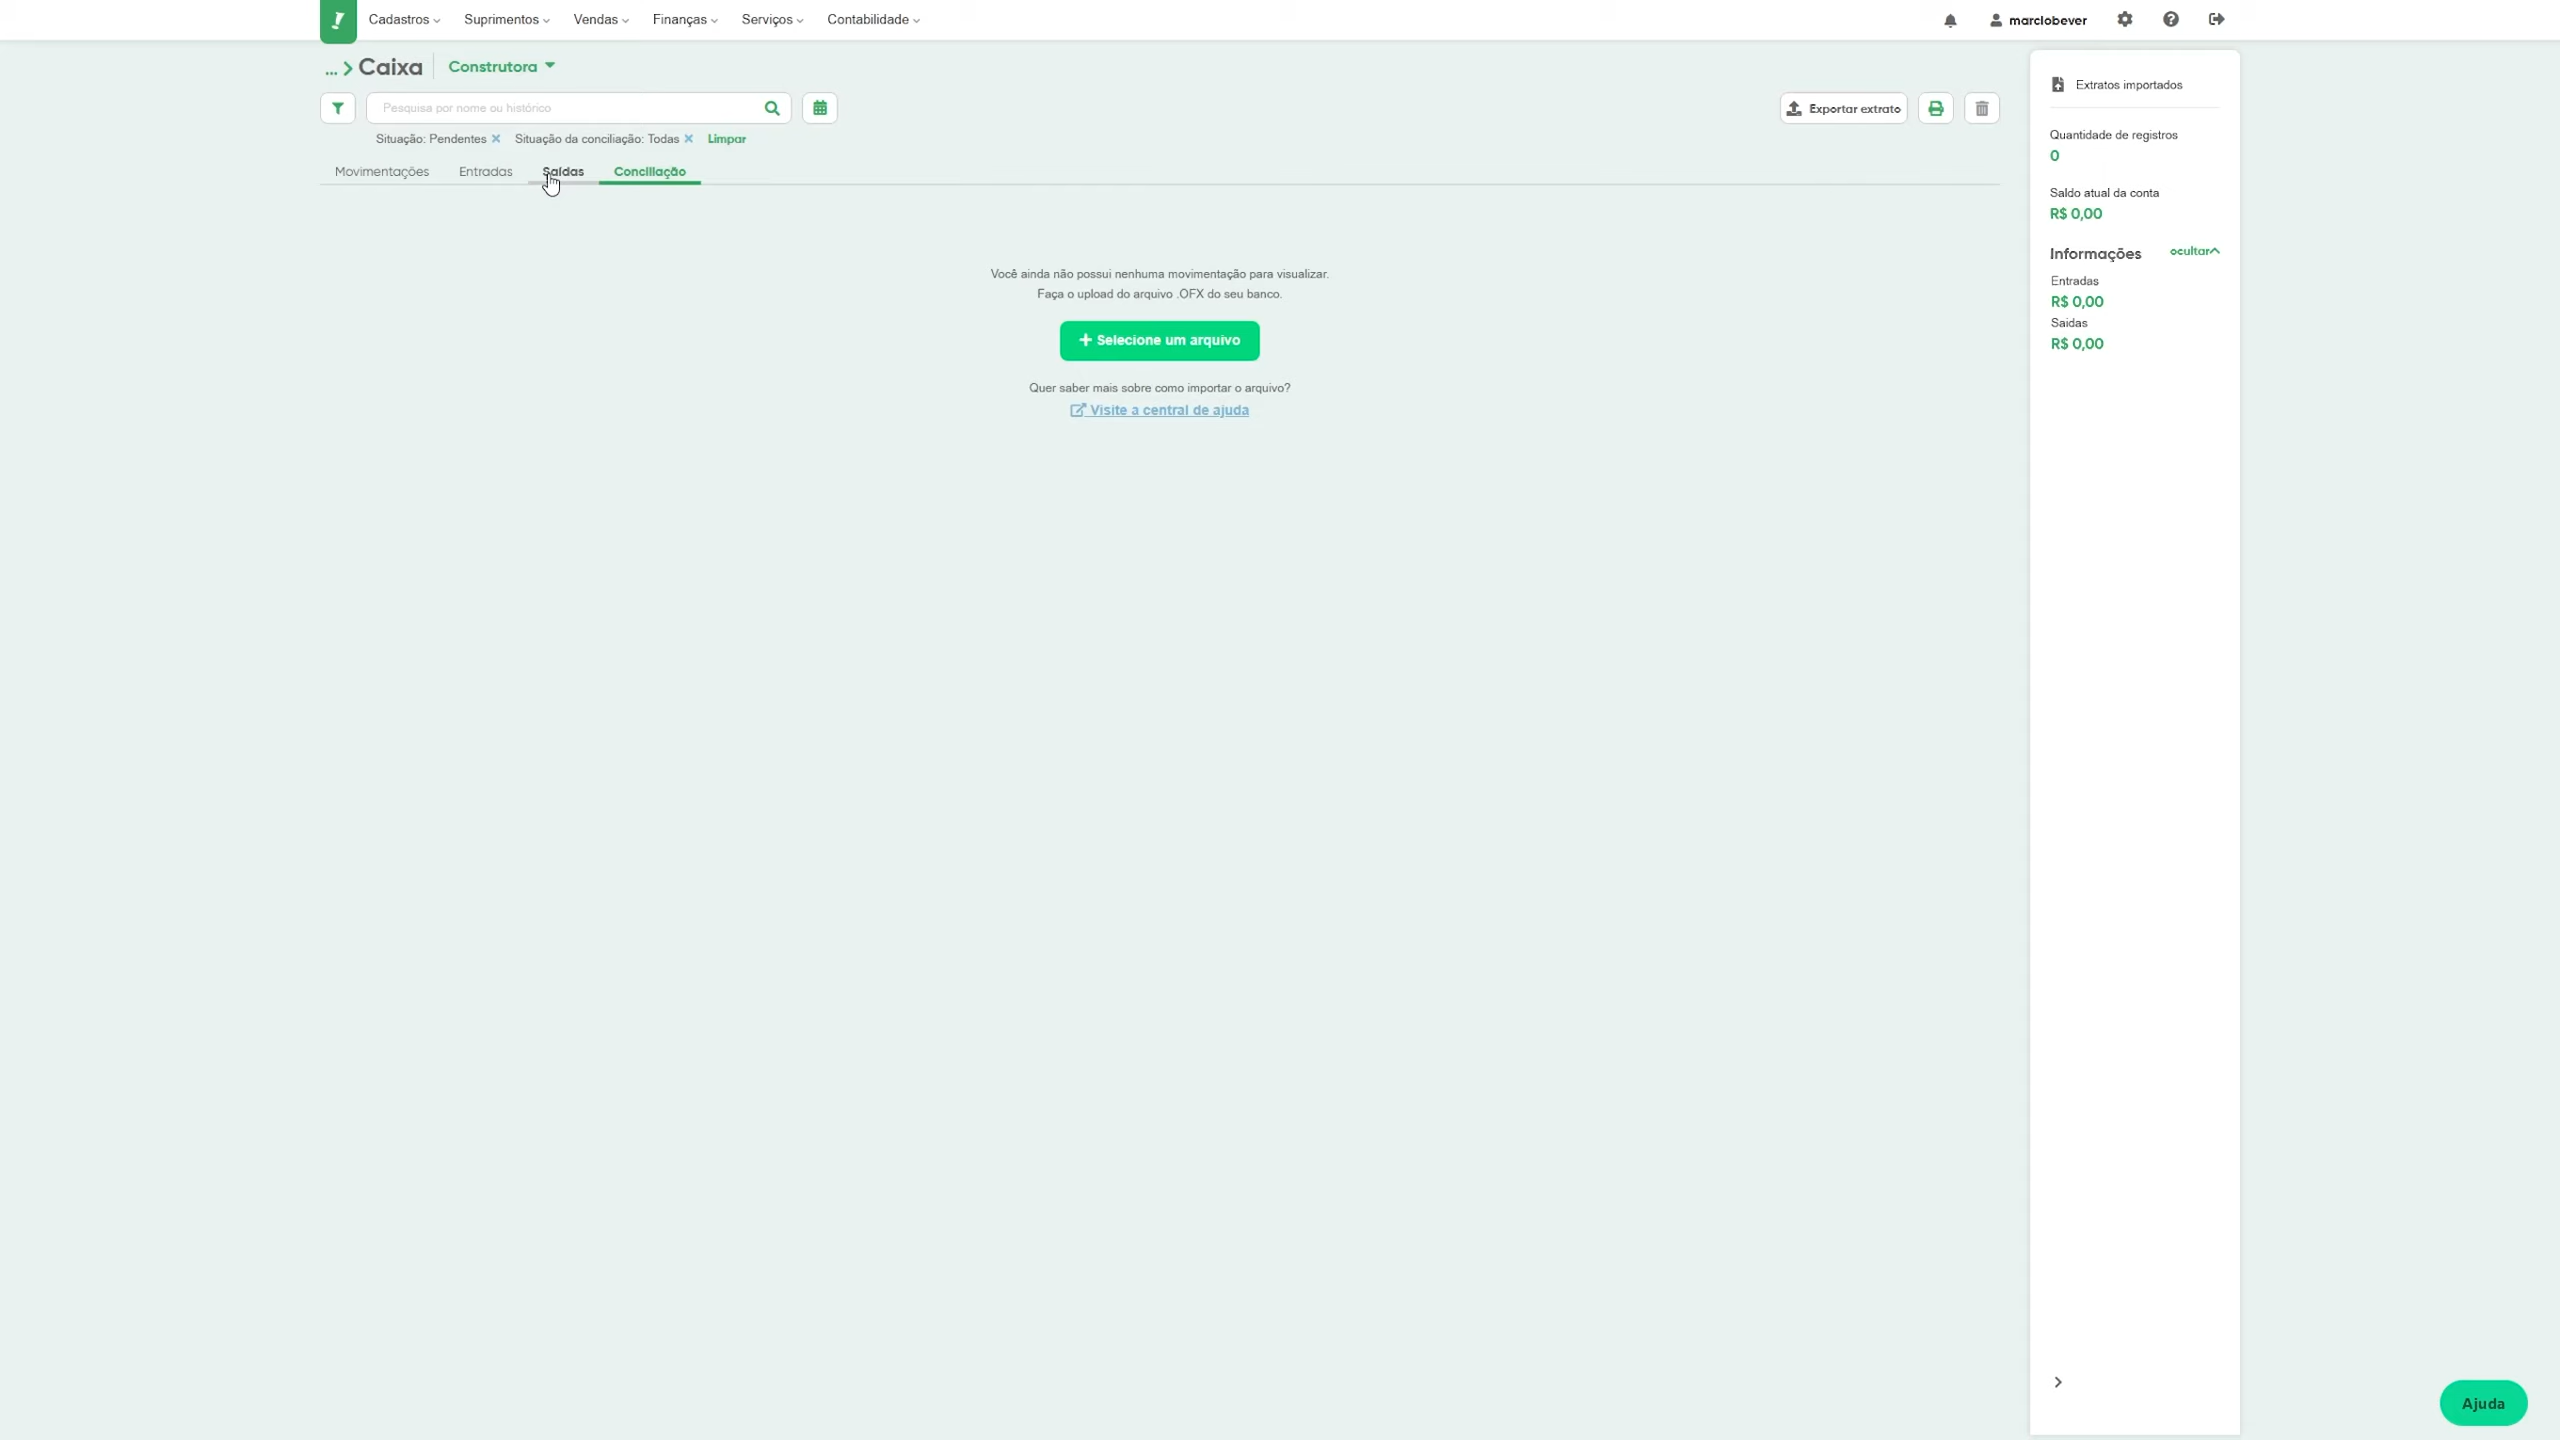 Cadastros Suprimentos Vendas Finanças Serviços Contabilidade marciobever
... > Caixa Construtora
Pesquisa por nome ou histórico Exportar extrato
Situação: Pendentes × Situação da conciliação: Todas × Limpar
Movimentações Entradas Saídas Conciliação
Você ainda não possui nenhuma movimentação para visualizar.
Faça o upload do arquivo .OFX do seu banco.
+ Selecione um arquivo
Quer saber mais sobre como importar o arquivo?
Visite a central de ajuda
Extratos importados
Quantidade de registros
0
Saldo atual da conta
R$ 0,00
Informações ocultar
Entradas
R$ 0,00
Saidas
R$ 0,00
Ajuda